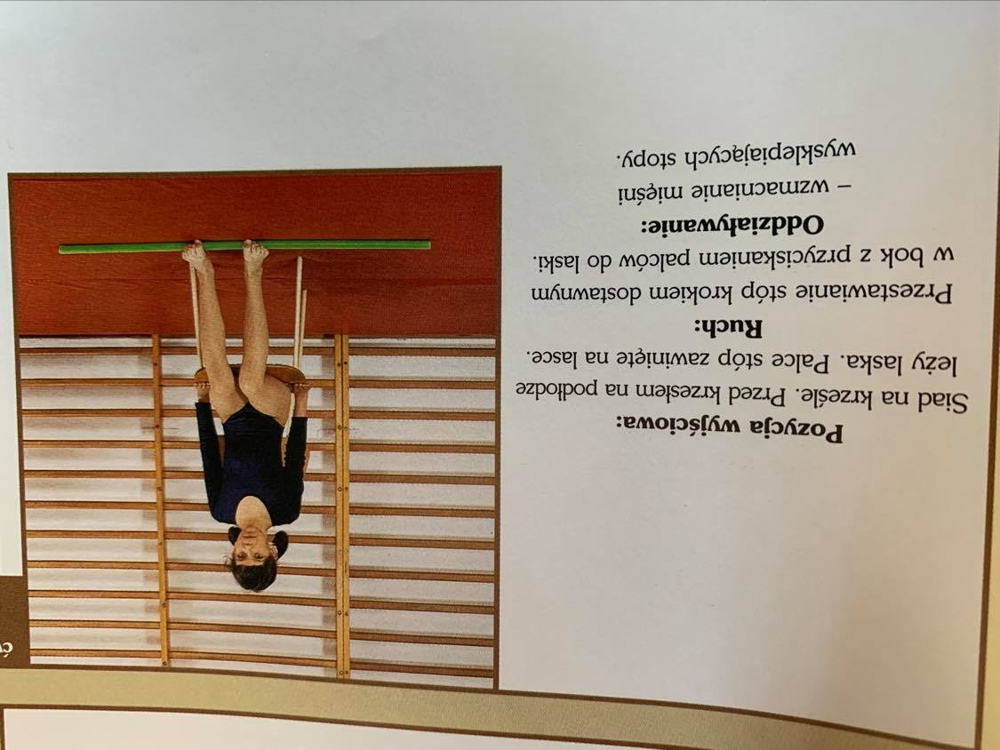 Pozycja wyjściowa:
Siad na krześle. Przed krzesłem na podłodze
leży laska. Palce stóp zawinięte na lasce.
Ruch:
Przestawianie stóp krokiem dostawnym
w bok z przyciskaniem palców do laski.
Oddziaływanie:
– wzmacnianie mięśni
wysklepiających stopy.